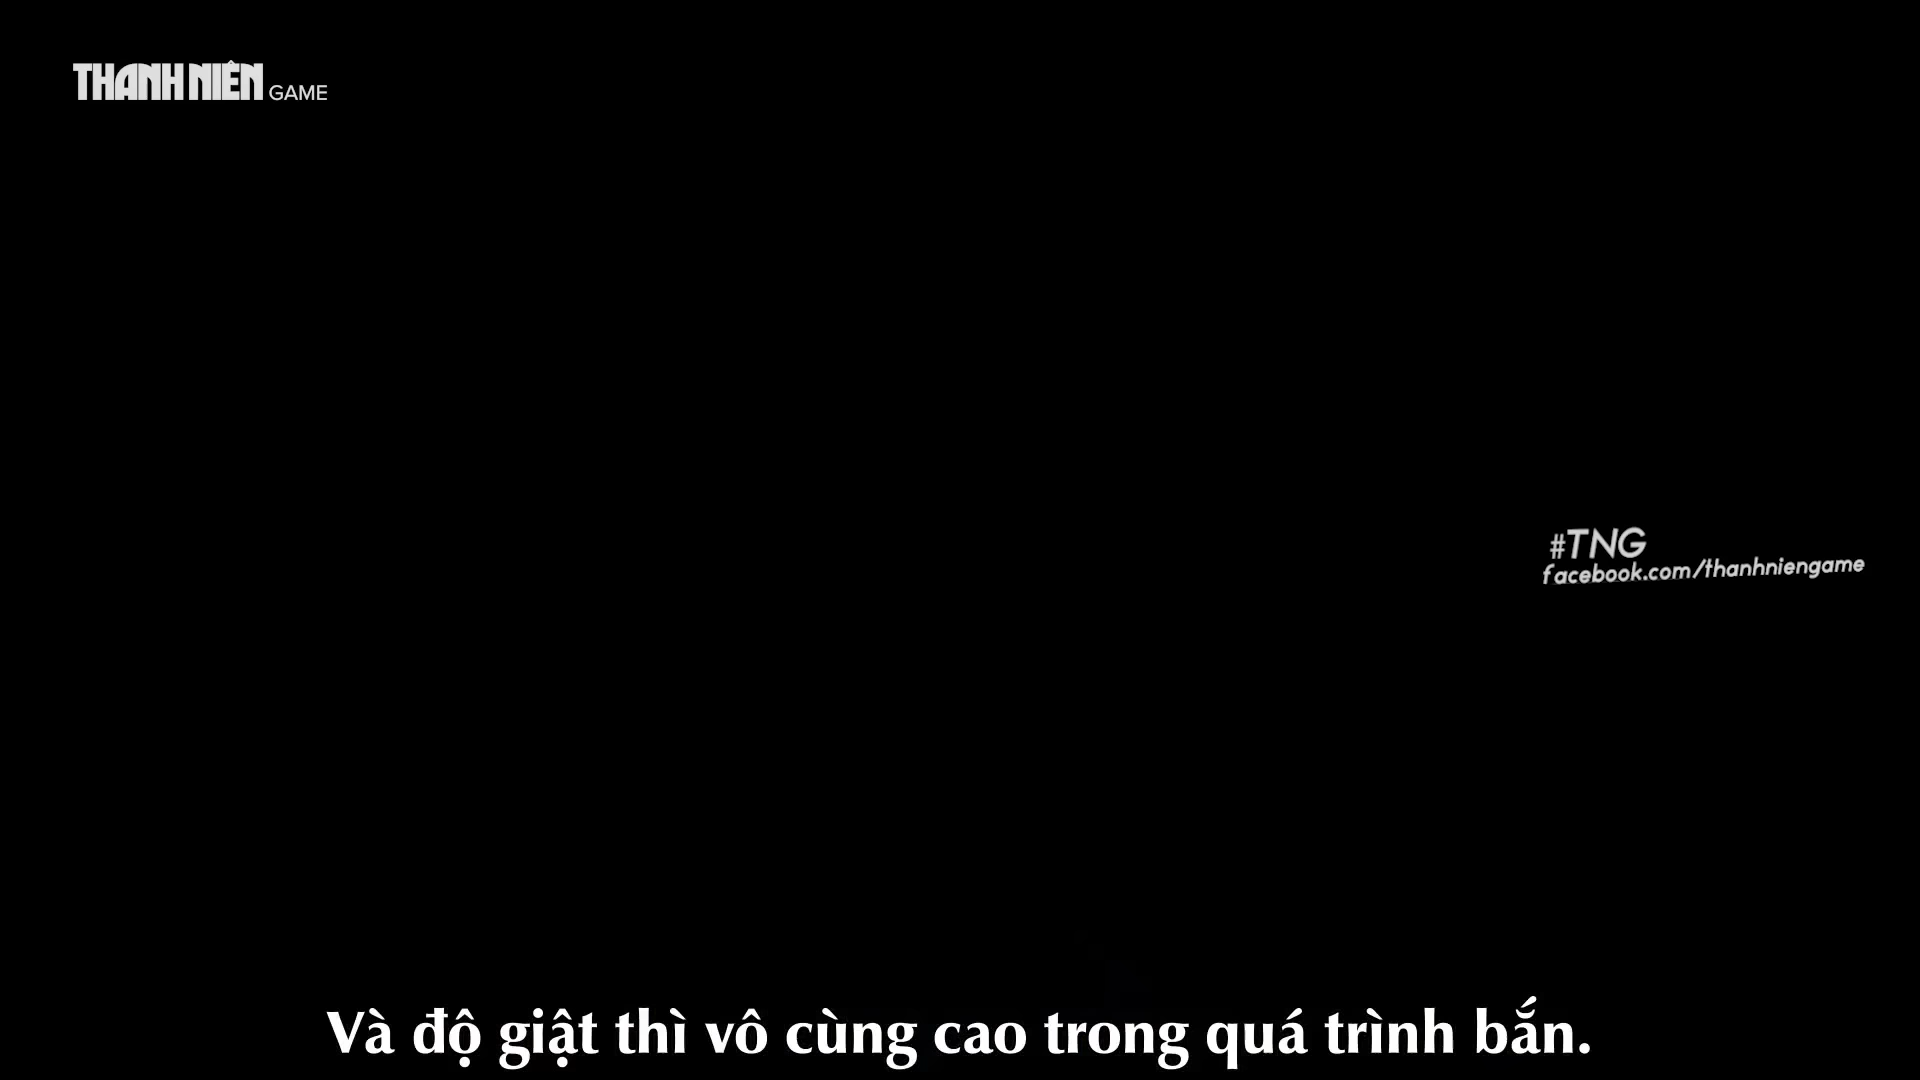 THANH NIÊN GAME
#TNG
facebook.com/thanhniengame
Và độ giật thì vô cùng cao trong quá trình bắn.